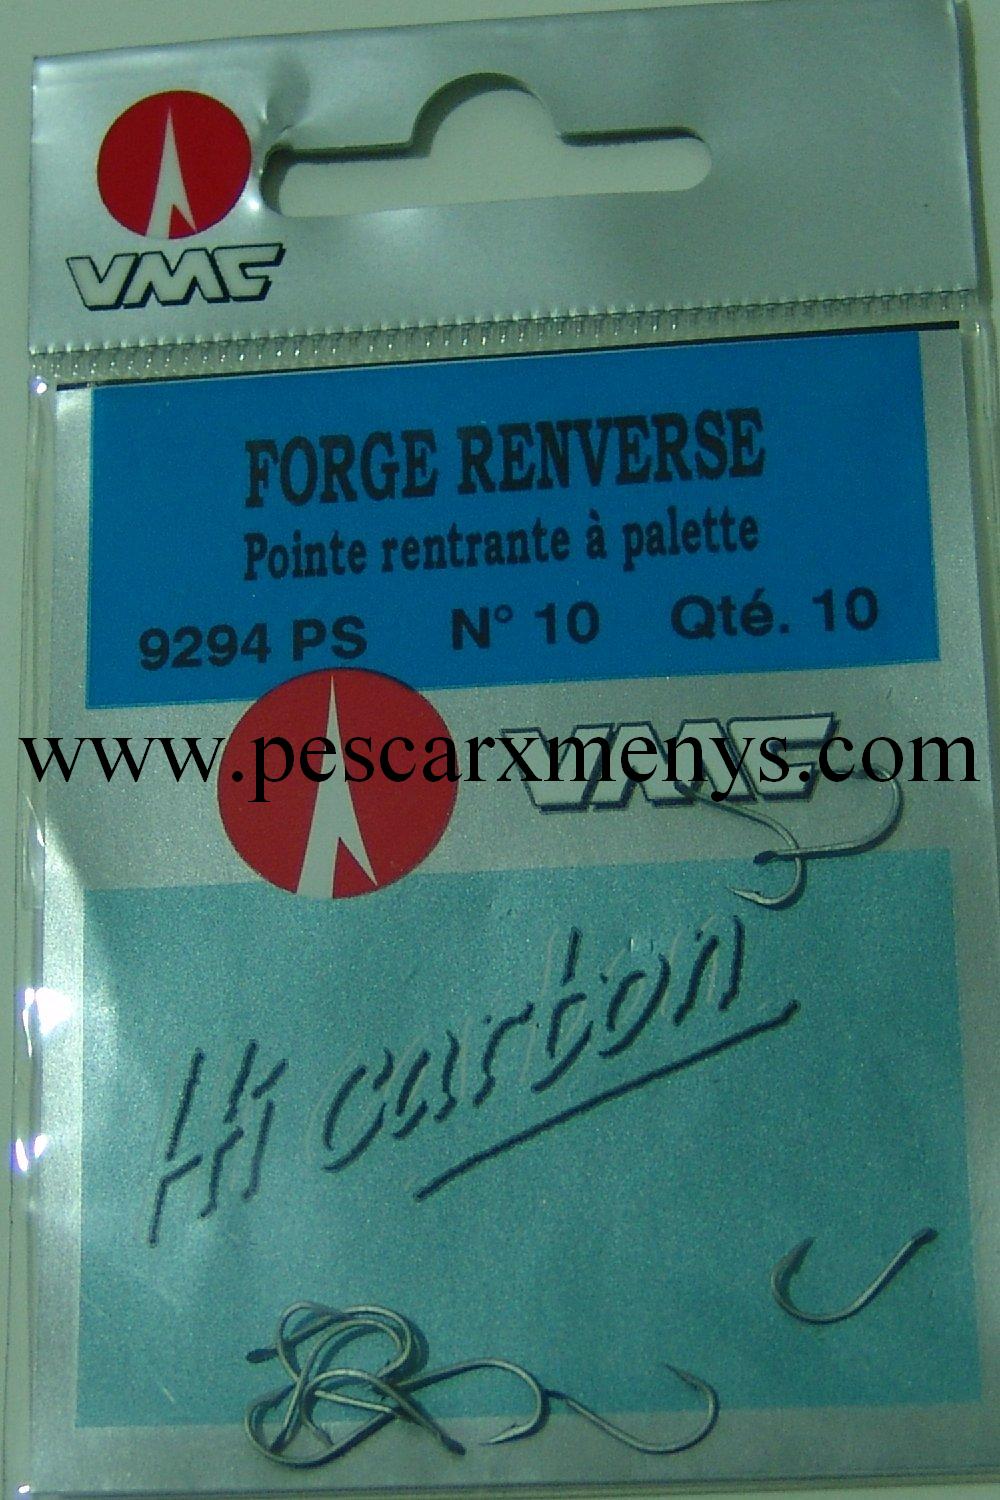 VMC
FORGE RENVERSE
Pointe rentrante à palette
9294 PS N° 10 Qté. 10
www.pescarxmenys.com
VMC
Hi carbon